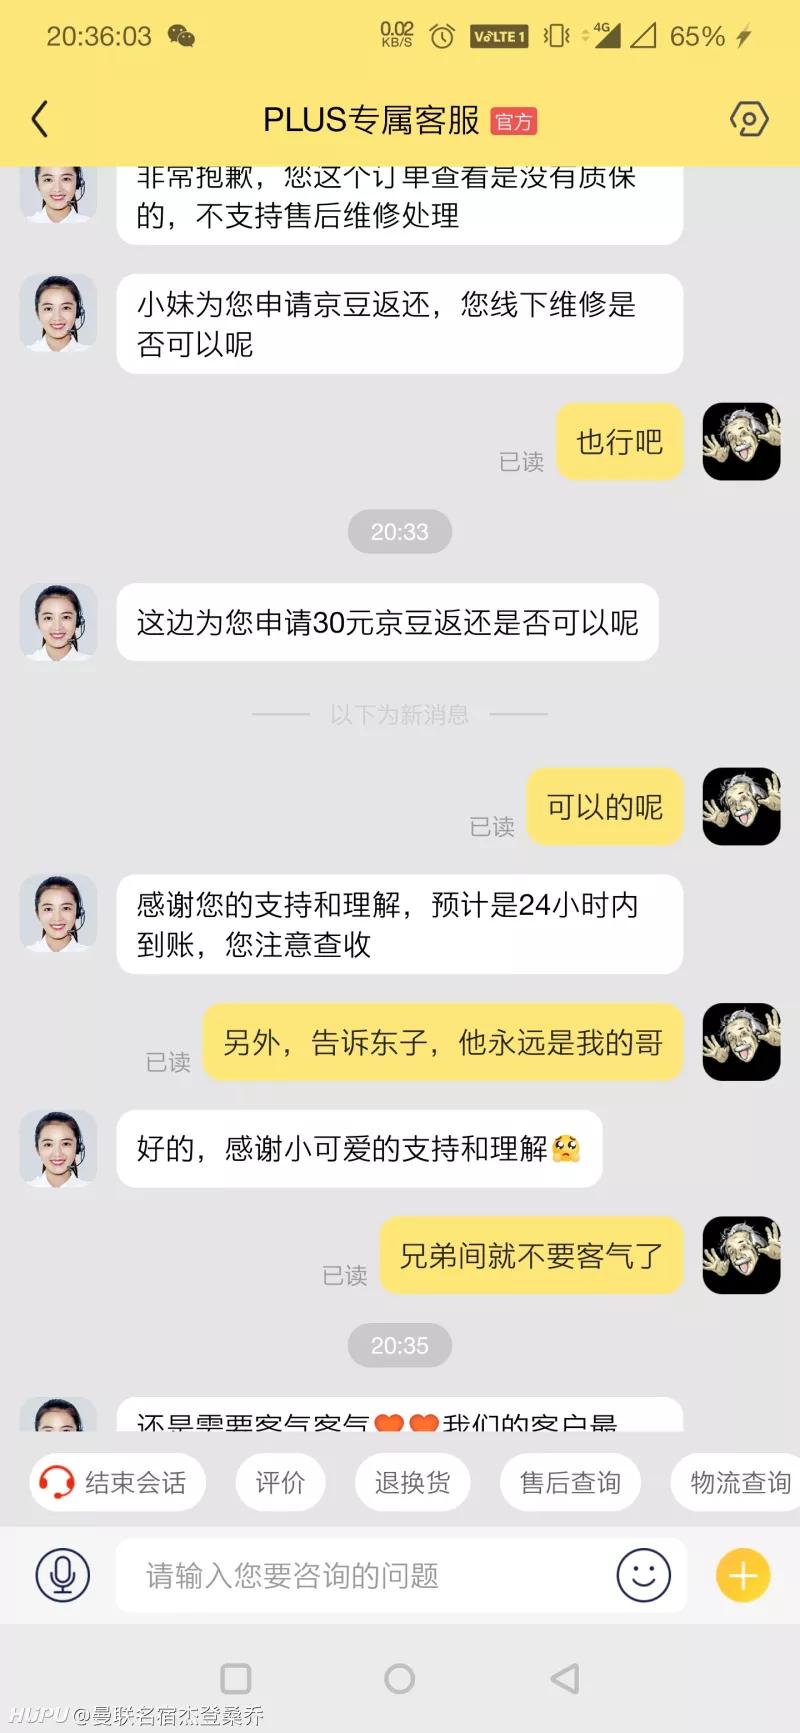 20:36:03
0.02
KB/S
VoLTE 1
4G
65%
PLUS专属客服
官方
非常抱歉，您这个订单查看是没有质保
的，不支持售后维修处理
小妹为您申请京豆返还，您线下维修是
否可以呢
也行吧
已读
20:33
这边为您申请30元京豆返还是否可以呢
以下为新消息
可以的呢
已读
感谢您的支持和理解，预计是24小时内
到账，您注意查收
另外，告诉东子，他永远是我的哥
已读
好的，感谢小可爱的支持和理解🥺
兄弟间就不要客气了
已读
20:35
还是需要客气客气❤️❤️我们的客户最
结束会话
评价
退换货
售后查询
物流查询
请输入您要咨询的问题
HUPU@曼联名宿杰登桑乔